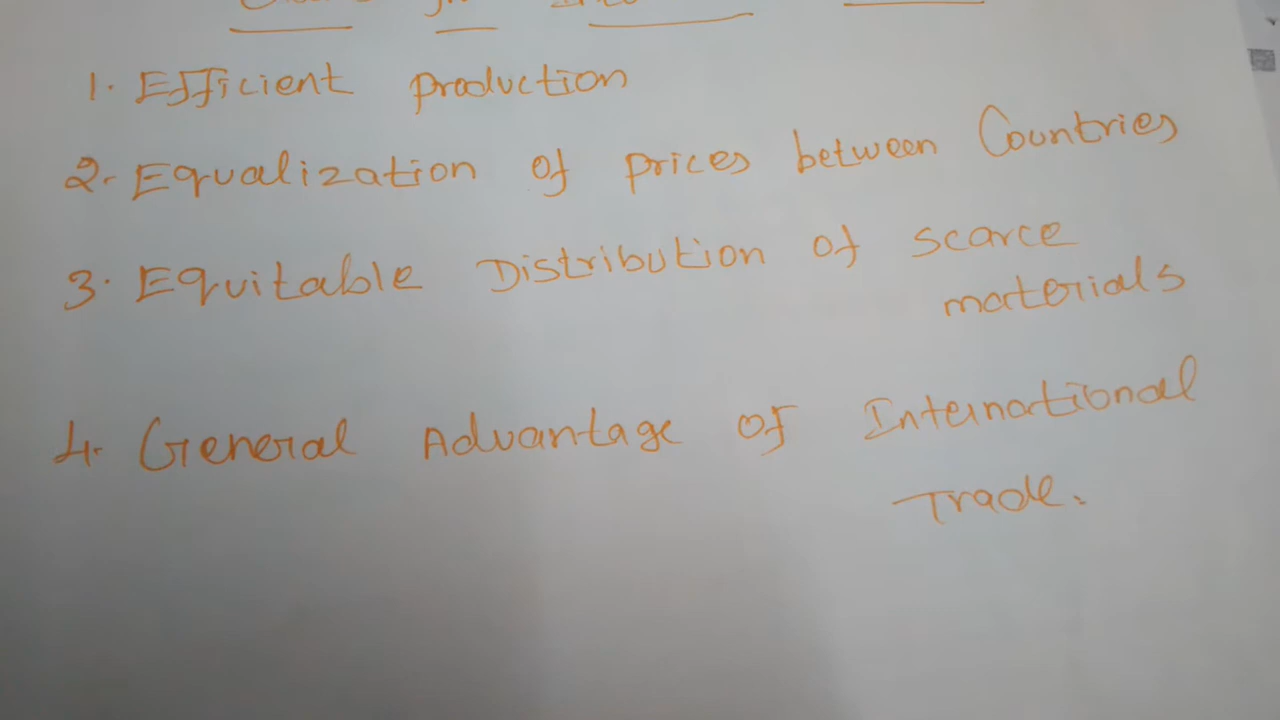 1. Efficient production
2. Equalization of prices between Countries
3. Equitable Distribution of scarce
materials
4. General Advantage of International
Trade.